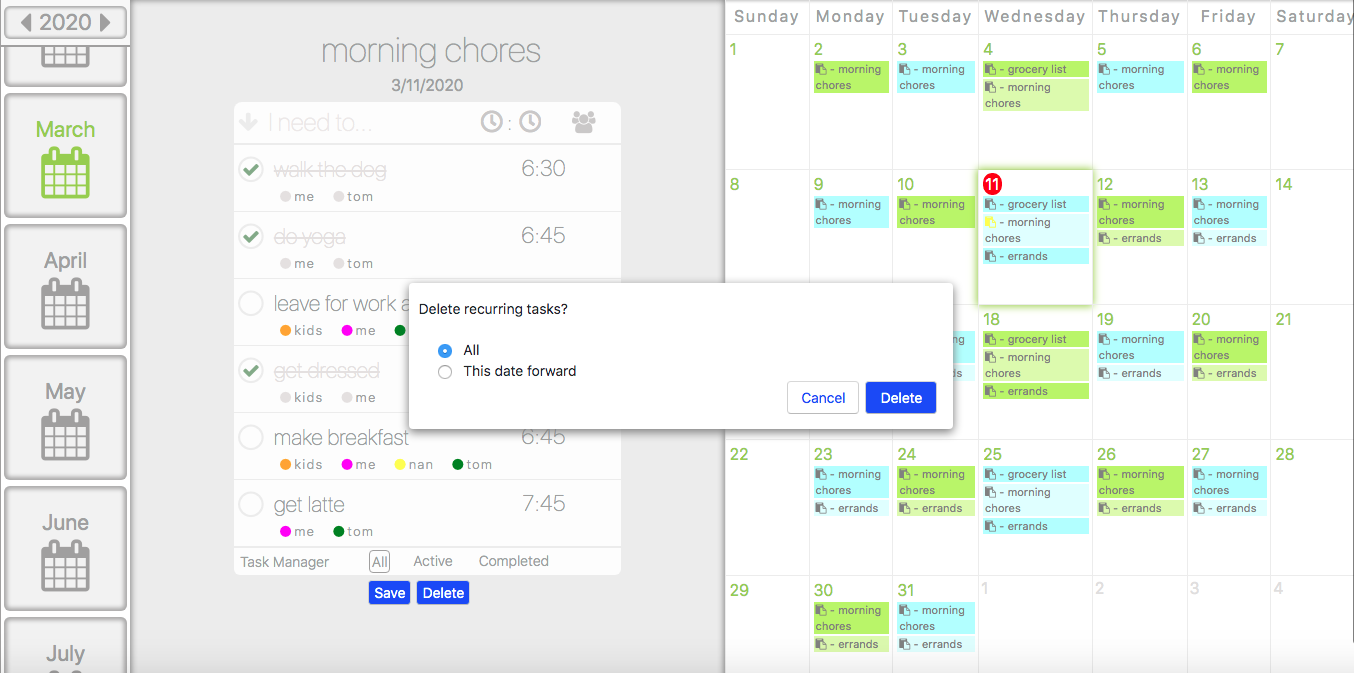 2020
March
April
May
June
July
morning chores
3/11/2020
I need to...
:
walk the dog
6:30
me
tom
do yoga
6:45
me
tom
leave for work
kids
me
get dressed
kids
me
make breakfast
6:45
kids
me
nan
tom
get latte
7:45
me
tom
Task Manager
All
Active
Completed
Save
Delete
Delete recurring tasks?
All
This date forward
Cancel
Delete
Sunday
Monday
Tuesday
Wednesday
Thursday
Friday
Saturday
1
2
- morning
chores
3
- morning
chores
4
- grocery list
- morning
chores
5
- morning
chores
6
- morning
chores
7
8
9
- morning
chores
10
- morning
chores
11
- grocery list
- morning
chores
- errands
12
- morning
chores
- errands
13
- morning
chores
- errands
14
18
- grocery list
- morning
chores
- errands
19
- morning
chores
- errands
20
- morning
chores
- errands
21
22
23
- morning
chores
- errands
24
- morning
chores
- errands
25
- grocery list
- morning
chores
- errands
26
- morning
chores
- errands
27
- morning
chores
- errands
28
29
30
- morning
chores
- errands
31
- morning
chores
- errands
1
2
3
4